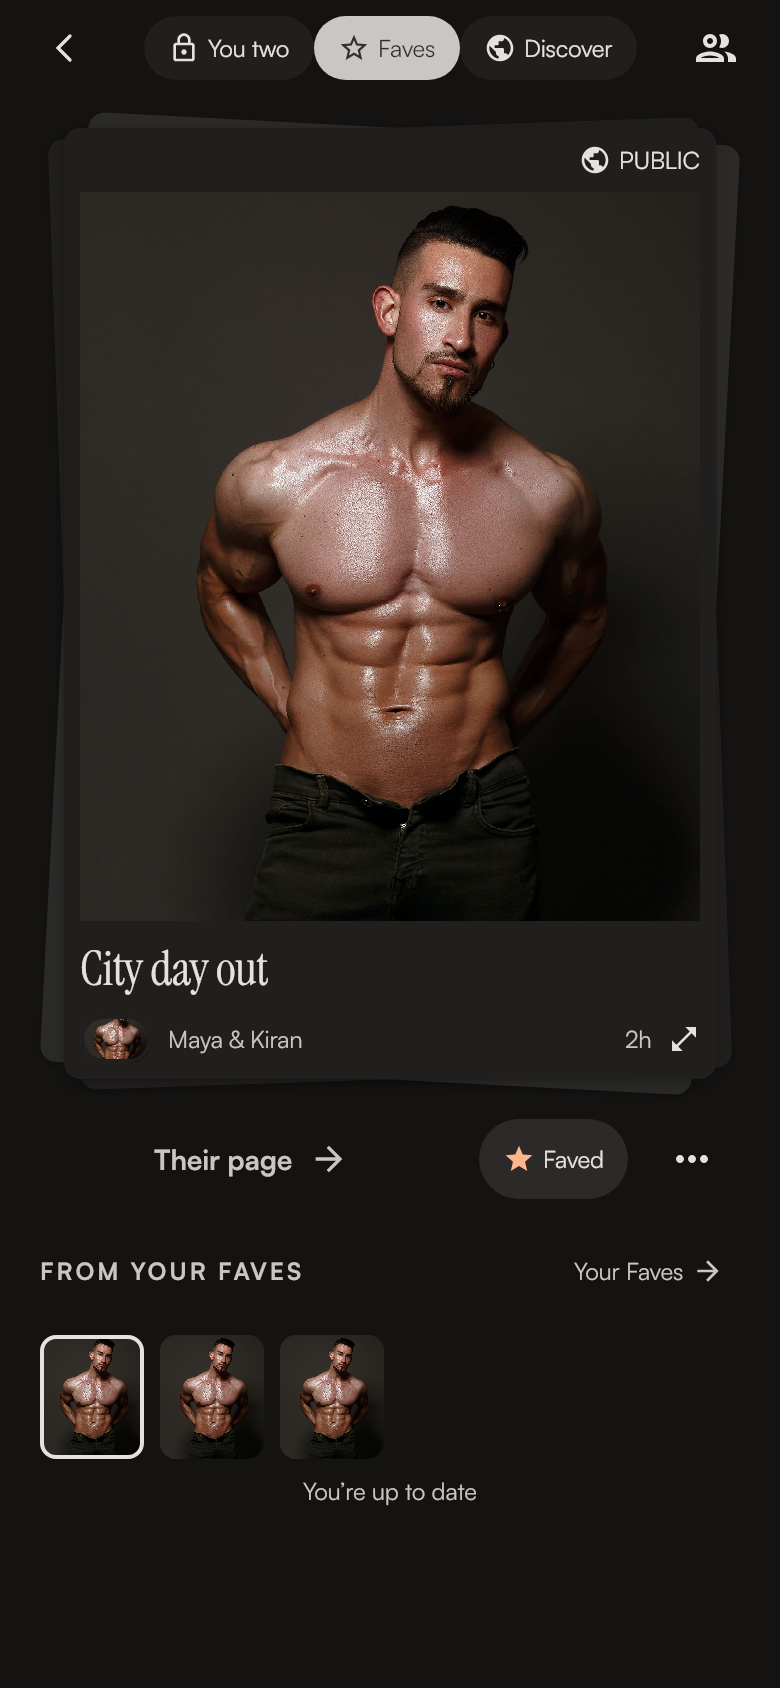 You two
Faves
Discover
PUBLIC
City day out
Maya & Kiran
2h
Their page
Faved
FROM YOUR FAVES
Your Faves
You’re up to date